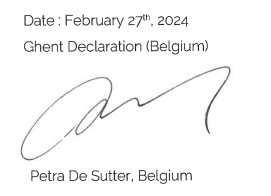 Date : February 27th, 2024
Ghent Declaration (Belgium)
Petra De Sutter, Belgium